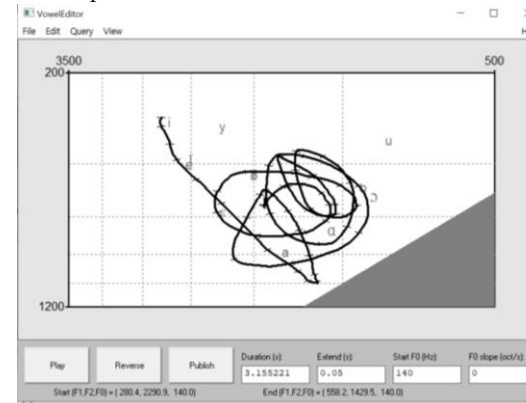 VowelEditor
File Edit Query View
3500 500
200
i
y
u
e
ɔ
ɑ
a
1200
Play Reverse Publish
Duration (s): Extend (s): Start F0 (Hz): F0 slope (oct/s):
3.155221 0.05 140 0
Start (F1,F2,F0) = ( 280.4, 2290.9, 140.0) End (F1,F2,F0) = ( 558.2, 1429.5, 140.0)